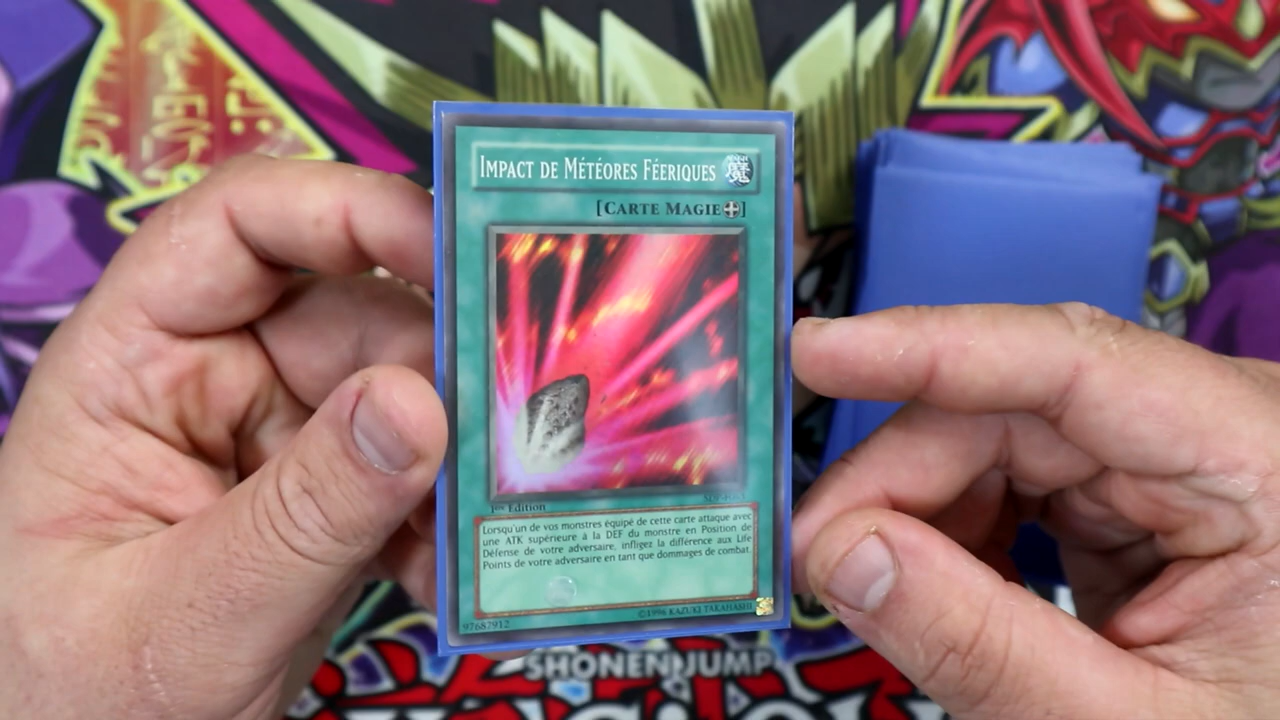 IMPACT DE MÉTÉORES FÉERIQUES
[CARTE MAGIE]
1ère Edition
Lorsqu'un de vos monstres équipé de cette carte attaque avec
une ATK supérieure à la DEF du monstre en Position de
Défense de votre adversaire, infligez la différence aux Life
Points de votre adversaire en tant que dommages de combat.
97687912
©1996 KAZUKI TAKAHASHI
SHONEN JUMP